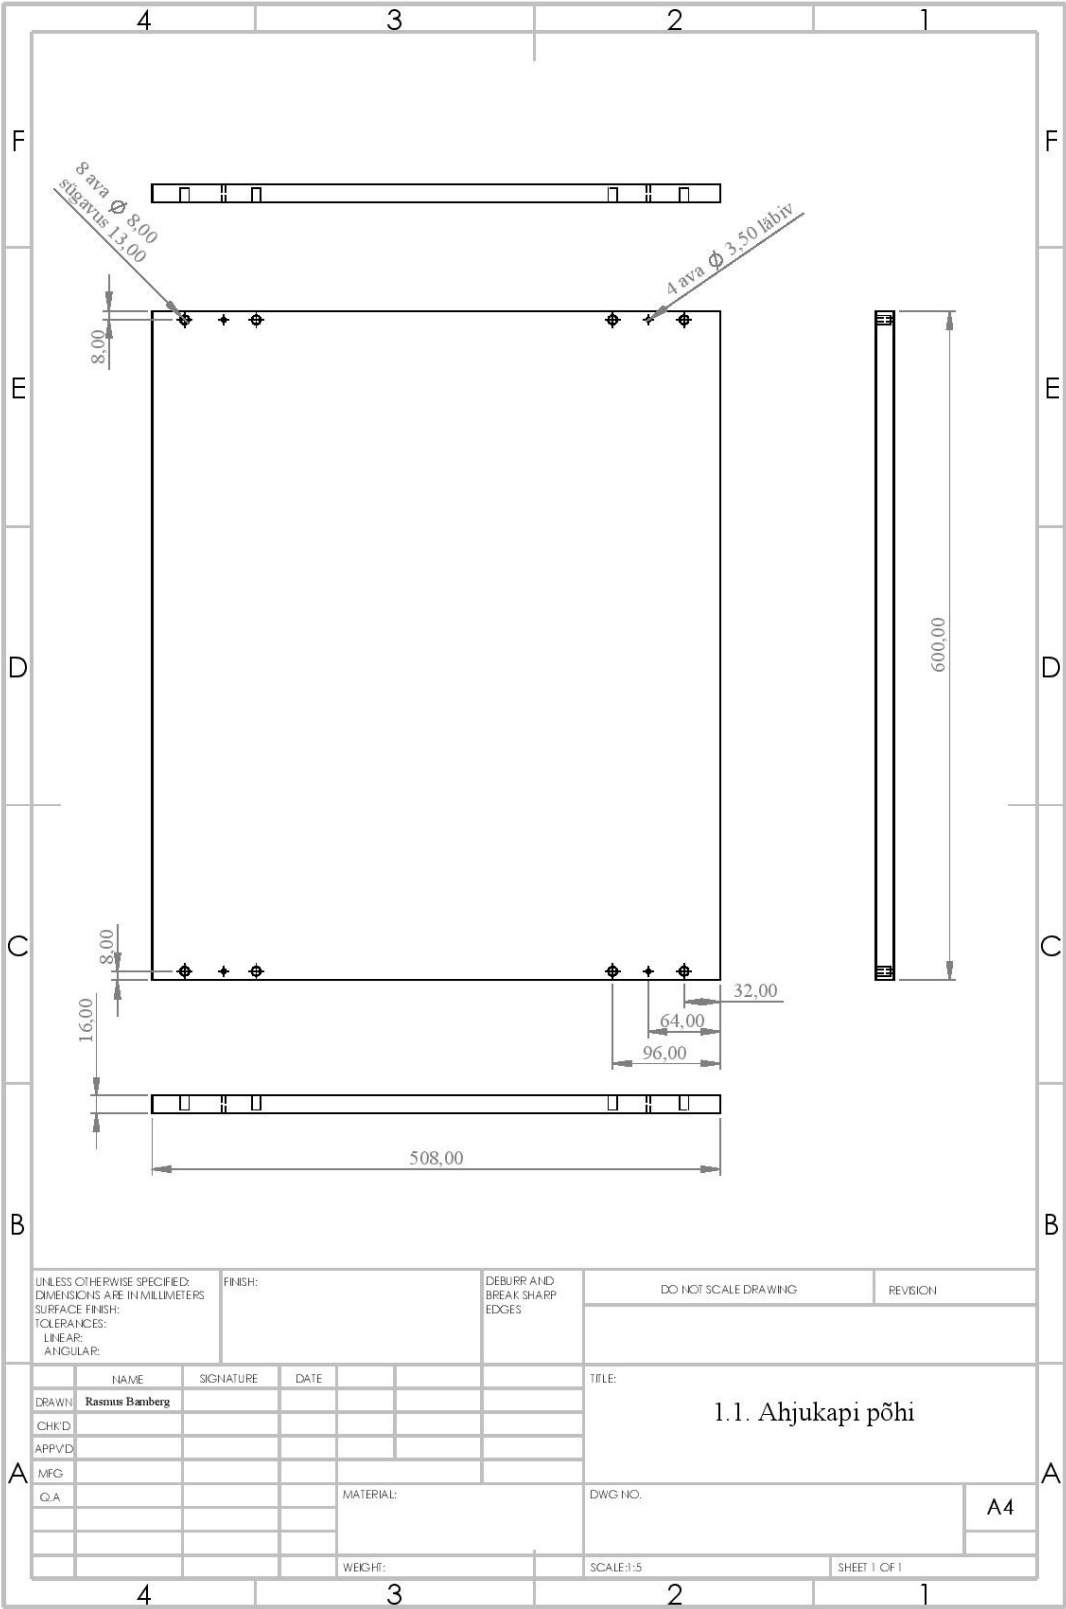 4 3 2 1
F F
8 ava Ø 8,00
sügavus 13,00
4 ava Ø 3,50 läbiv
8,00
E E
600,00
D D
8,00
C C
32,00
16,00
64,00
96,00
508,00
B B
UNLESS OTHERWISE SPECIFIED:
DIMENSIONS ARE IN MILLIMETERS
SURFACE FINISH:
TOLERANCES:
LINEAR:
ANGULAR:
FINISH:
DEBURR AND
BREAK SHARP
EDGES
DO NOT SCALE DRAWING
REVISION
NAME SIGNATURE DATE
DRAWN Rasmus Bamberg
CHK'D
APPV'D
MFG
Q.A
TITLE:
1.1. Ahjukapi põhi
A A
MATERIAL:
DWG NO.
A4
WEIGHT:
SCALE:1:5
SHEET 1 OF 1
4 3 2 1